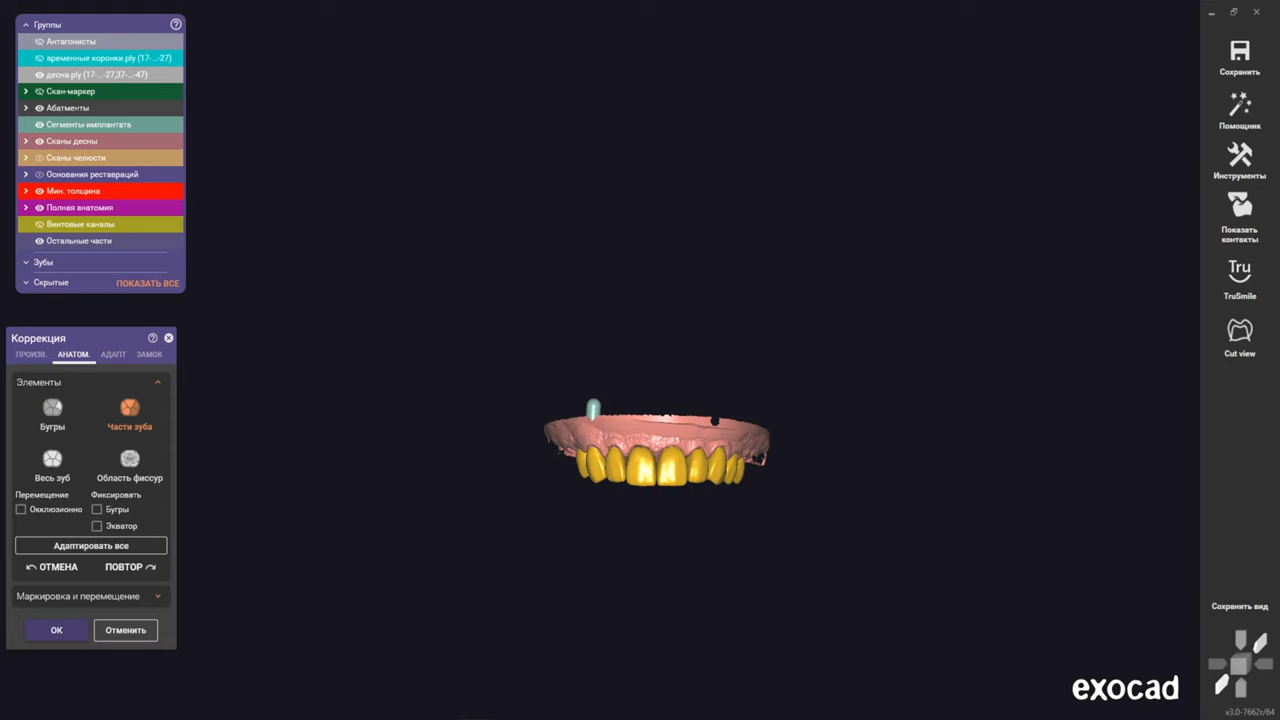 Группы
Антагонисты
временные коронки.ply (17-...-27)
десна.ply (17-...-27,37-...-47)
Скан-маркер
Абатменты
Сегменты имплантата
Сканы десны
Сканы челюсти
Основания реставраций
Мин. толщина
Полная анатомия
Винтовые каналы
Остальные части
Зубы
Скрытые ПОКАЗАТЬ ВСЕ
Коррекция
ПРОИЗВ. АНАТОМ. АДАПТ ЗАМОК
Элементы
Бугры Части зуба
Весь зуб Область фиссур
Перемещение Фиксировать
Окклюзионно Бугры
Экватор
Адаптировать все
ОТМЕНА ПОВТОР
Маркировка и перемещение
ОК Отменить
Сохранить
Помощник
Инструменты
Показать
контакты
Tru
TruSmile
Cut view
Сохранить вид
exocad
v3.0-7662r/64